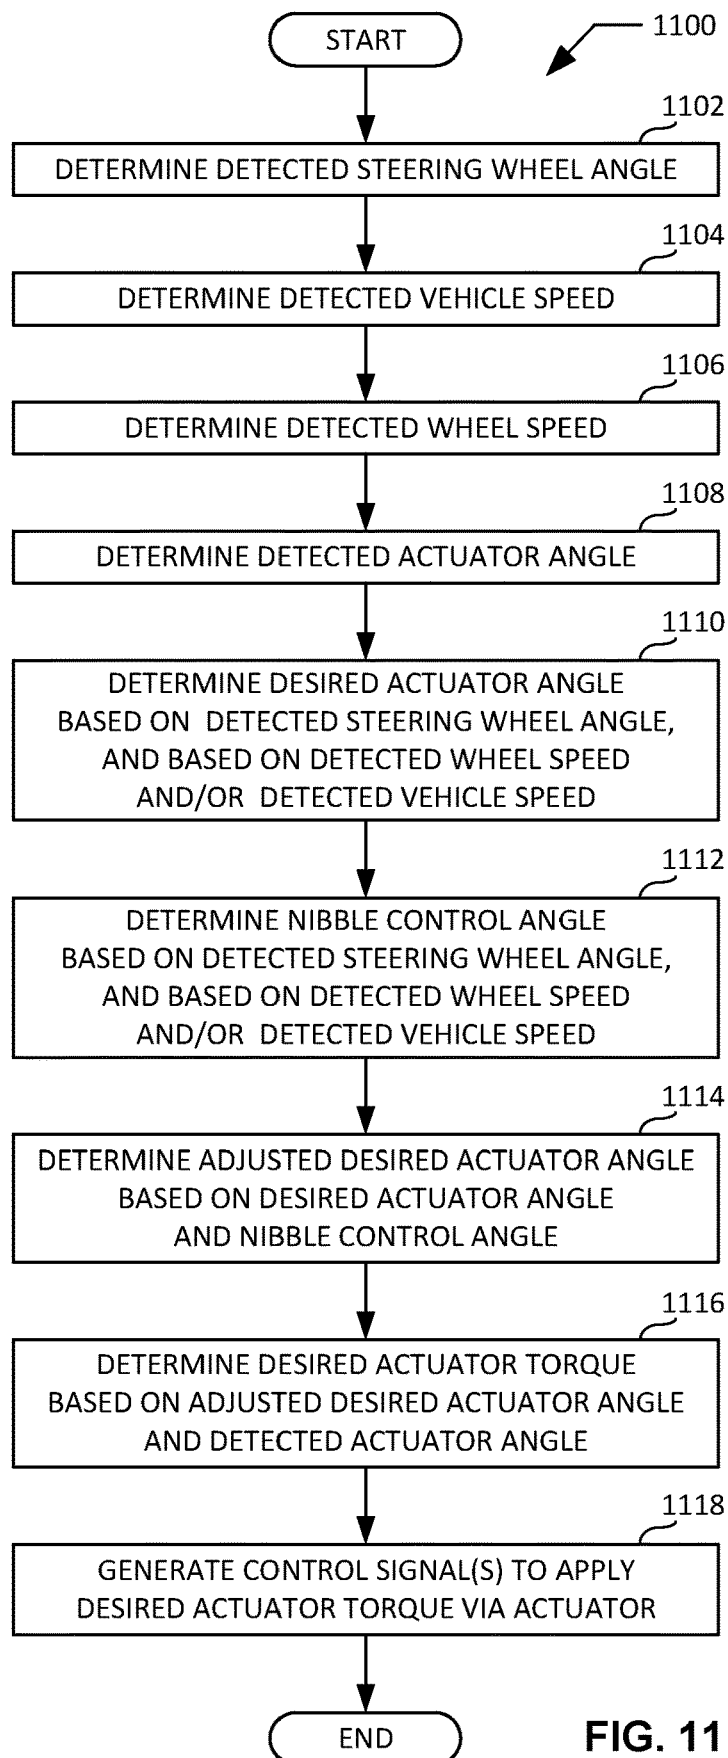 START
1100
1102
DETERMINE DETECTED STEERING WHEEL ANGLE
1104
DETERMINE DETECTED VEHICLE SPEED
1106
DETERMINE DETECTED WHEEL SPEED
1108
DETERMINE DETECTED ACTUATOR ANGLE
1110
DETERMINE DESIRED ACTUATOR ANGLE
BASED ON DETECTED STEERING WHEEL ANGLE,
AND BASED ON DETECTED WHEEL SPEED
AND/OR DETECTED VEHICLE SPEED
1112
DETERMINE NIBBLE CONTROL ANGLE
BASED ON DETECTED STEERING WHEEL ANGLE,
AND BASED ON DETECTED WHEEL SPEED
AND/OR DETECTED VEHICLE SPEED
1114
DETERMINE ADJUSTED DESIRED ACTUATOR ANGLE
BASED ON DESIRED ACTUATOR ANGLE
AND NIBBLE CONTROL ANGLE
1116
DETERMINE DESIRED ACTUATOR TORQUE
BASED ON ADJUSTED DESIRED ACTUATOR ANGLE
AND DETECTED ACTUATOR ANGLE
1118
GENERATE CONTROL SIGNAL(S) TO APPLY
DESIRED ACTUATOR TORQUE VIA ACTUATOR
END
FIG. 11